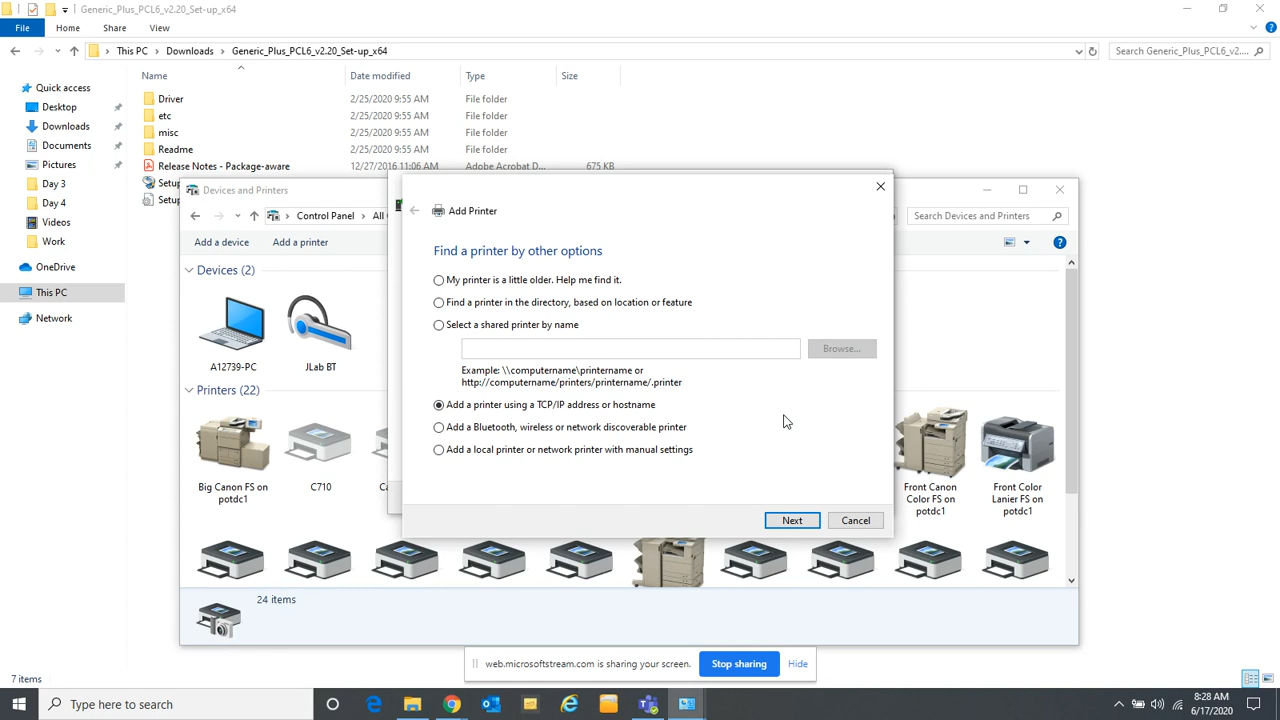 Generic_Plus_PCL6_v2.20_Set-up_x64
File Home Share View
This PC Downloads Generic_Plus_PCL6_v2.20_Set-up_x64
Search Generic_Plus_PCL6_v2....
Name Date modified Type Size
Quick access
Desktop
Downloads
Documents
Pictures
Day 3
Day 4
Videos
Work
OneDrive
This PC
Network
Driver 2/25/2020 9:55 AM File folder
etc 2/25/2020 9:55 AM File folder
misc 2/25/2020 9:55 AM File folder
Readme 2/25/2020 9:55 AM File folder
Release Notes - Package-aware 12/27/2016 11:06 AM Adobe Acrobat D... 675 KB
Setup
Setup
Devices and Printers
Control Panel All
Search Devices and Printers
Add a device Add a printer
Devices (2)
A12739-PC
JLab BT
Printers (22)
Big Canon FS on
potdc1
C710
Front Canon
Color FS on
potdc1
Front Color
Lanier FS on
potdc1
24 items
Add Printer
Find a printer by other options
My printer is a little older. Help me find it.
Find a printer in the directory, based on location or feature
Select a shared printer by name
Browse...
Example: \\computername\printername or
http://computername/printers/printername/.printer
Add a printer using a TCP/IP address or hostname
Add a Bluetooth, wireless or network discoverable printer
Add a local printer or network printer with manual settings
Next Cancel
web.microsoftstream.com is sharing your screen. Stop sharing Hide
7 items
Type here to search
8:28 AM
6/17/2020